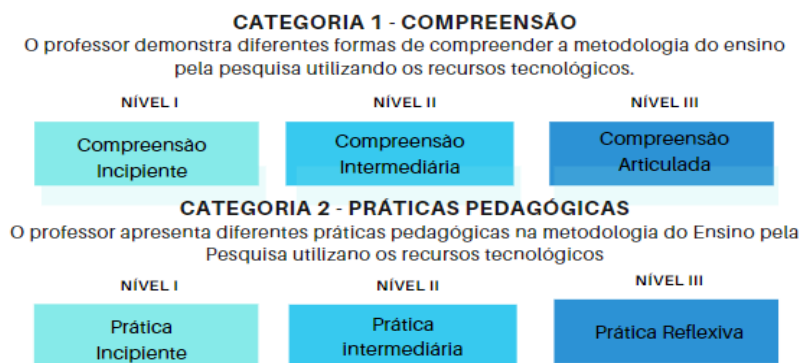 CATEGORIA 1 - COMPREENSÃO
O professor demonstra diferentes formas de compreender a metodologia do ensino
pela pesquisa utilizando os recursos tecnológicos.
NÍVEL I NÍVEL II NÍVEL III
Compreensão Incipiente
Compreensão Intermediária
Compreensão Articulada
CATEGORIA 2 - PRÁTICAS PEDAGÓGICAS
O professor apresenta diferentes práticas pedagógicas na metodologia do Ensino pela
Pesquisa utilizano os recursos tecnológicos
NÍVEL I NÍVEL II NÍVEL III
Prática
Incipiente
Prática
intermediária
Prática Reflexiva